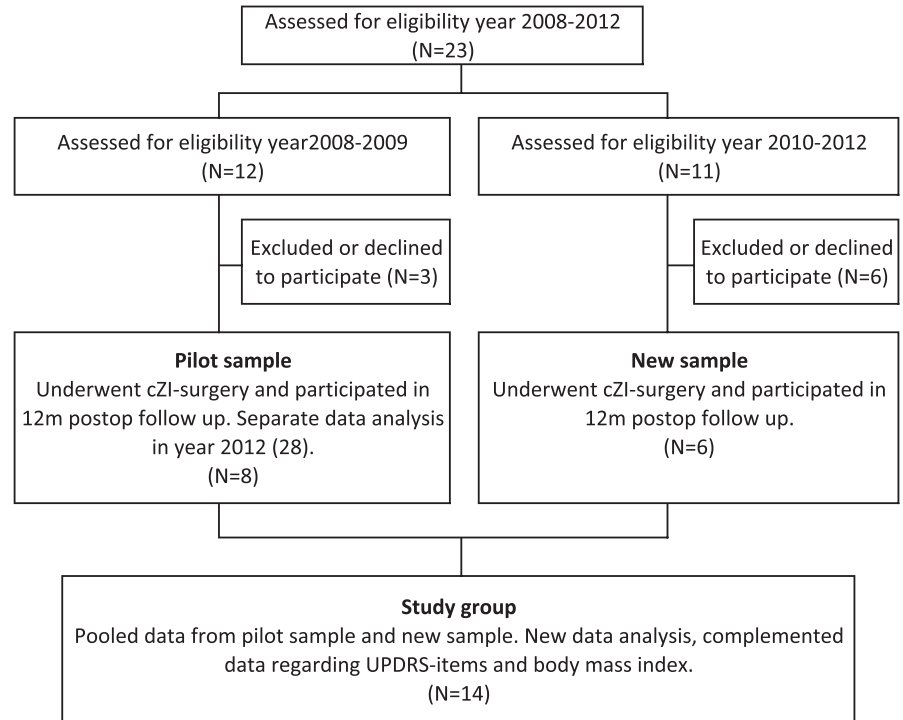 Assessed for eligibility year 2008-2012
(N=23)
Assessed for eligibility year2008-2009
(N=12)
Assessed for eligibility year 2010-2012
(N=11)
Excluded or declined
to participate (N=3)
Excluded or declined
to participate (N=6)
Pilot sample
Underwent cZI-surgery and participated in
12m postop follow up. Separate data analysis
in year 2012 (28).
(N=8)
New sample
Underwent cZI-surgery and participated in
12m postop follow up.
(N=6)
Study group
Pooled data from pilot sample and new sample. New data analysis, complemented
data regarding UPDRS-items and body mass index.
(N=14)